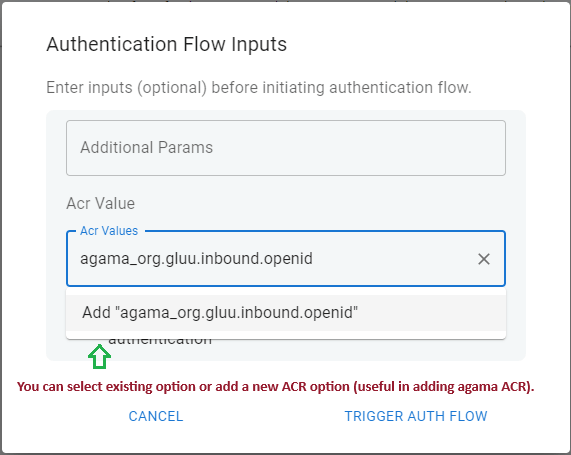 Authentication Flow Inputs
Enter inputs (optional) before initiating authentication flow.
Additional Params
Acr Value
Acr Values
agama_org.gluu.inbound.openid
Add "agama_org.gluu.inbound.openid"
authentication
You can select existing option or add a new ACR option (useful in adding agama ACR).
CANCEL
TRIGGER AUTH FLOW